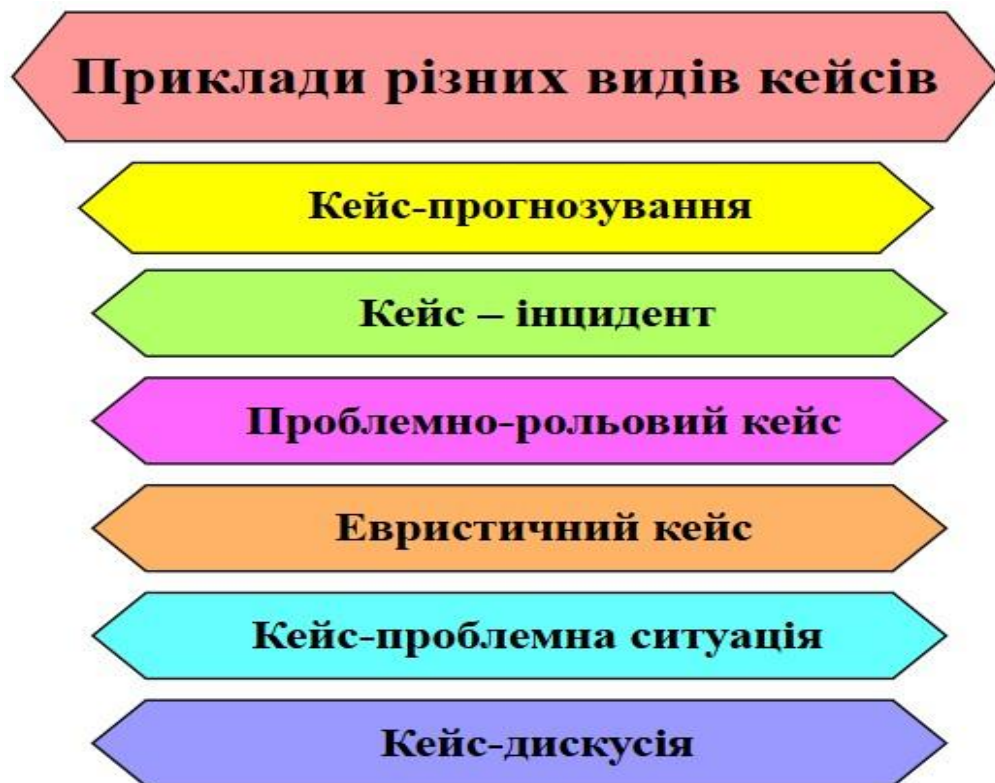 Приклади різних видів кейсів
Кейс-прогнозування
Кейс – інцидент
Проблемно-рольовий кейс
Евристичний кейс
Кейс-проблемна ситуація
Кейс-дискусія